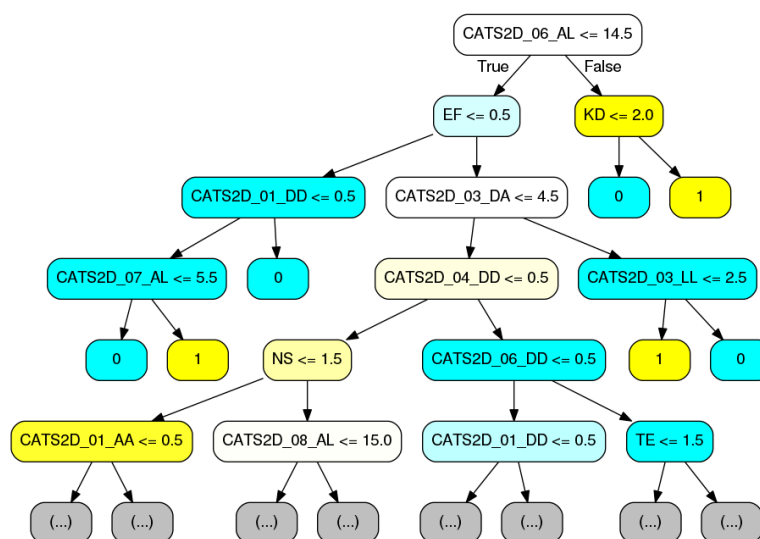 CATS2D_06_AL <= 14.5
True
False
EF <= 0.5
KD <= 2.0
CATS2D_01_DD <= 0.5
CATS2D_03_DA <= 4.5
0
1
CATS2D_07_AL <= 5.5
0
CATS2D_04_DD <= 0.5
CATS2D_03_LL <= 2.5
0
1
NS <= 1.5
CATS2D_06_DD <= 0.5
1
0
CATS2D_01_AA <= 0.5
CATS2D_08_AL <= 15.0
CATS2D_01_DD <= 0.5
TE <= 1.5
(...)
(...)
(...)
(...)
(...)
(...)
(...)
(...)